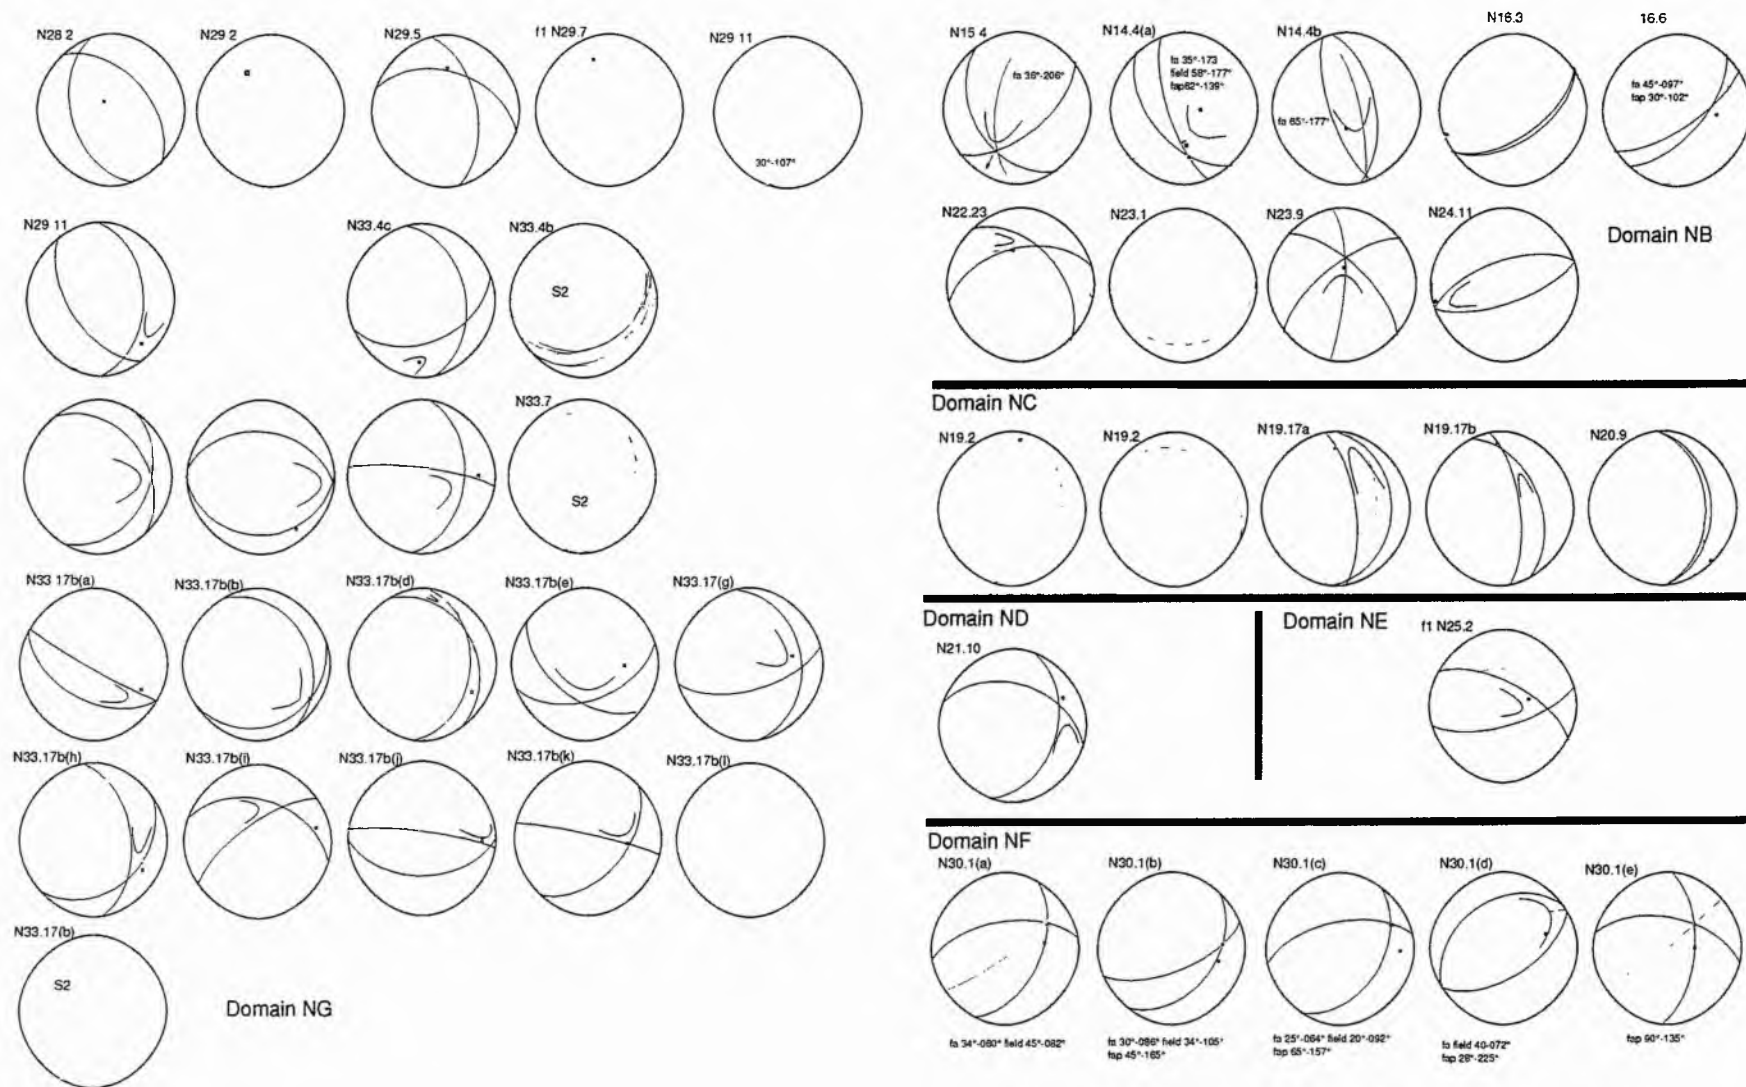 N28 2
N29 2
N29.5
f1 N29.7
N29 11
30°-107°
N29 11
N33.4c
N33.4b
S2
N33.7
S2
N33 17b(a)
N33.17b(b)
N33.17b(d)
N33.17b(e)
N33.17(g)
N33.17b(h)
N33.17b(i)
N33.17b(j)
N33.17b(k)
N33.17b(l)
N33.17(b)
S2
Domain NG
N15 4
fa 36°-206°
N14.4(a)
fa 35°-173
field 58°-177°
fap62°-139°
N14.4b
fa 65°-177°
N16.3
16.6
fa 45°-097°
fap 30°-102°
N22.23
N23.1
N23.9
N24.11
Domain NB
Domain NC
N19.2
N19.2
N19.17a
N19.17b
N20.9
Domain ND
N21.10
Domain NE
f1 N25.2
Domain NF
N30.1(a)
N30.1(b)
N30.1(c)
N30.1(d)
N30.1(e)
fa 34°-060° field 45°-082°
fa 30°-086° field 34°-105°
fap 45°-165°
fa 25°-064° field 20°-092°
fap 65°-157°
fa field 40-072°
fap 28°-225°
fap 90°-135°